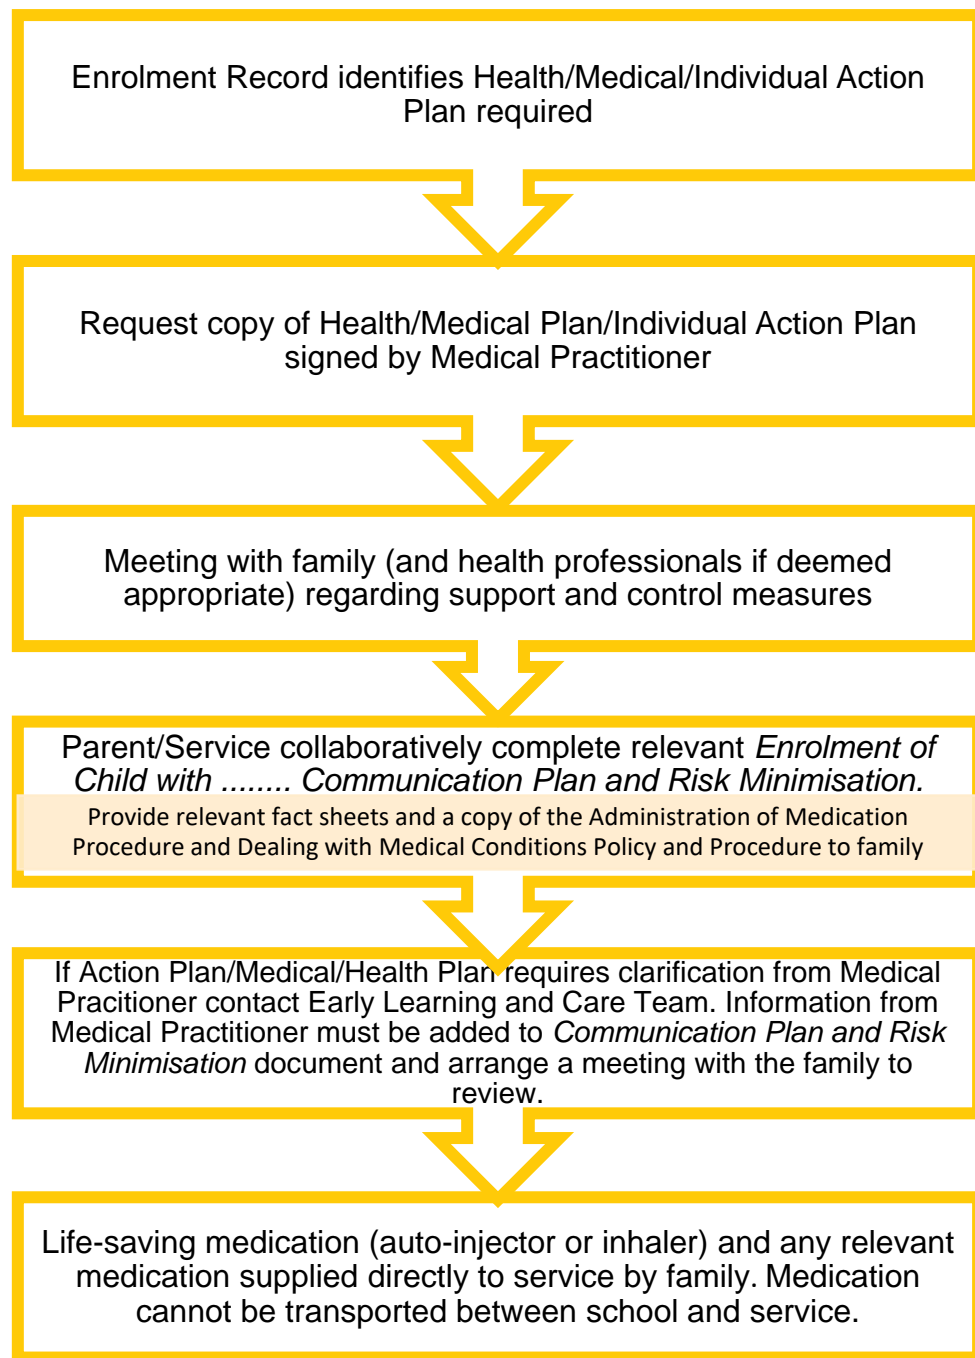 Enrolment Record identifies Health/Medical/Individual Action
Plan required
Request copy of Health/Medical Plan/Individual Action Plan
signed by Medical Practitioner
Meeting with family (and health professionals if deemed
appropriate) regarding support and control measures
Parent/Service collaboratively complete relevant Enrolment of
Child with ........ Communication Plan and Risk Minimisation.
Provide relevant fact sheets and a copy of the Administration of Medication
Procedure and Dealing with Medical Conditions Policy and Procedure to family
If Action Plan/Medical/Health Plan requires clarification from Medical
Pracitioner contact Early Learning and Care Team. Information from
Medical Practitioner must be added to Communication Plan and Risk
Minimisation document and arrange a meeting with the family to
review.
Life-saving medication (auto-injector or inhaler) and any relevant
medication supplied directly to service by family. Medication
cannot be transported between school and service.